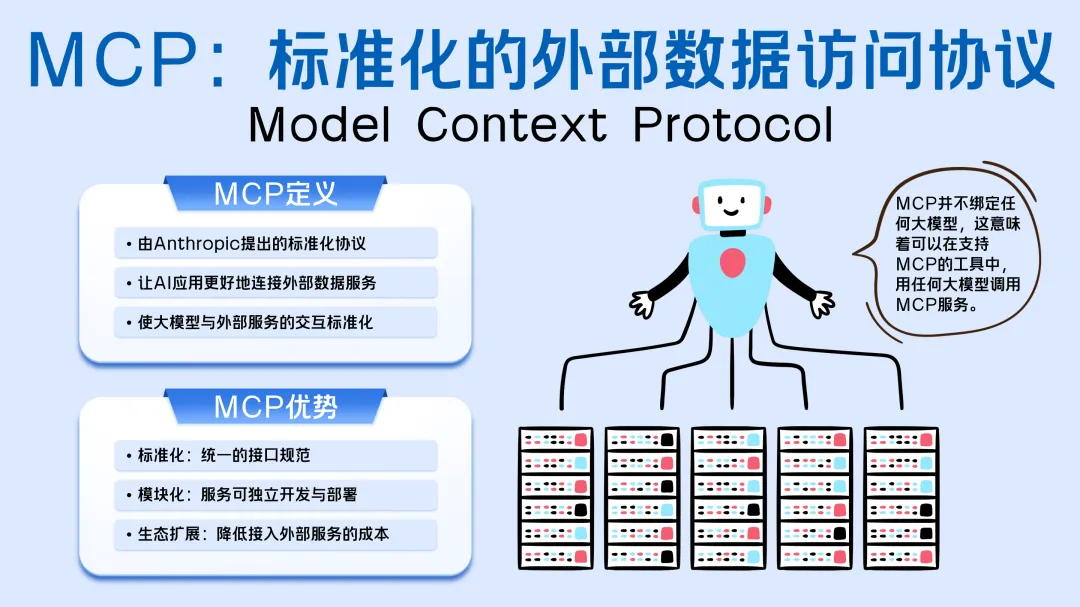 MCP：标准化的外部数据访问协议
Model Context Protocol
MCP定义
• 由Anthropic提出的标准化协议
• 让AI应用更好地连接外部数据服务
• 使大模型与外部服务的交互标准化
MCP优势
• 标准化：统一的接口规范
• 模块化：服务可独立开发与部署
• 生态扩展：降低接入外部服务的成本
MCP并不绑定任
何大模型，这意味
着可以在支持
MCP的工具中，
用任何大模型调用
MCP服务。